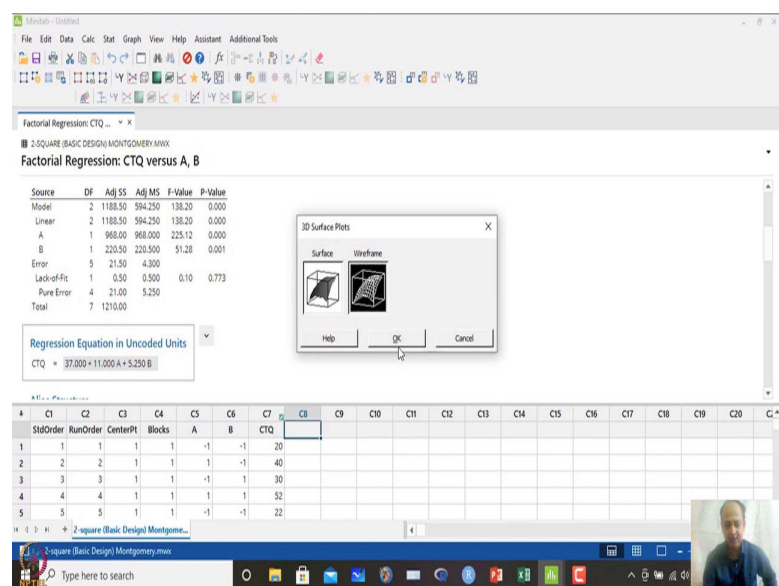 Minitab - Untitled
File Edit Data Calc Stat Graph View Help Assistant Additional Tools
Factorial Regression: CTQ ...
2-SQUARE (BASIC DESIGN) MONTGOMERY.MWX
Factorial Regression: CTQ versus A, B
Source DF Adj SS Adj MS F-Value P-Value
Model 2 1188.50 594.250 138.20 0.000
Linear 2 1188.50 594.250 138.20 0.000
A 1 968.00 968.000 225.12 0.000
B 1 220.50 220.500 51.28 0.001
Error 5 21.50 4.300
Lack-of-Fit 1 0.50 0.500 0.10 0.773
Pure Error 4 21.00 5.250
Total 7 1210.00
Regression Equation in Uncoded Units
CTQ = 37.000 + 11.000 A + 5.250 B
3D Surface Plots
Surface Wireframe
Help OK Cancel
C1 C2 C3 C4 C5 C6 C7 C8 C9 C10 C11 C12 C13 C14 C15 C16 C17 C18 C19 C20
StdOrder RunOrder CenterPt Blocks A B CTQ
1 1 1 1 1 -1 -1 20
2 2 2 1 1 1 -1 40
3 3 3 1 1 -1 1 30
4 4 4 1 1 1 1 52
5 5 5 1 1 -1 -1 22
2-square (Basic Design) Montgome...
2-square (Basic Design) Montgomery.mwx
Type here to search
NPTEL